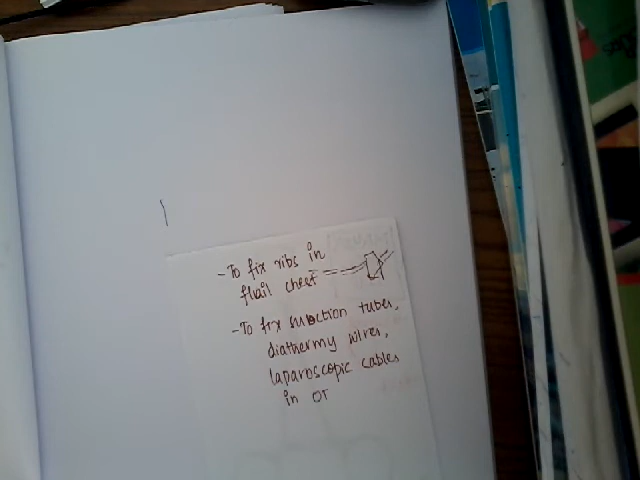 - To fix ribs in
flail chest
- To fix suction tubes,
diathermy wires,
laparoscopic cables
in OT